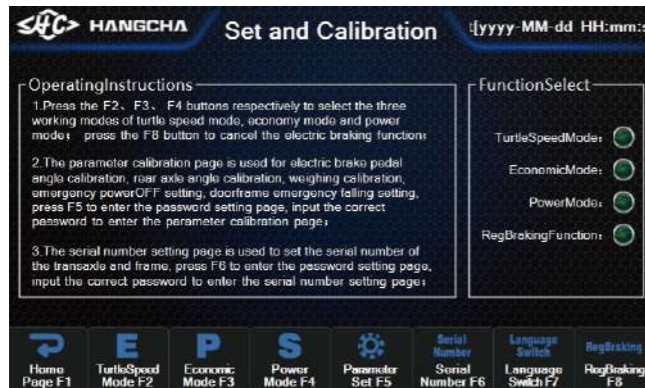 HC HANGCHA
Set and Calibration
[yyyy-MM-dd HH:mm:s
OperatingInstructions
1.Press the F2、F3、 F4 buttons respectively to select the three
working modes of turtle speed mode, economy mode and power
mode; press the F8 button to cancel the electric braking function;
2.The parameter calibration page is used for electric brake pedal
angle calibration, rear axle angle calibration, weighing calibration,
emergency powerOFF setting, doorframe emergency falling setting,
press F5 to enter the password setting page, input the correct
password to enter the parameter calibration page;
3.The serial number setting page is used to set the serial number of
the transaxle and frame, press F6 to enter the password setting page,
input the correct password to enter the serial number setting page;
FunctionSelect
TurtleSpeedMode:
EconomicMode:
PowerMode:
RegBrakingFunction:
E
P
S
Serial
Number
Language
Switch
RegBraking
Home
Page F1
TurtleSpeed
Mode F2
Economic
Mode F3
Power
Mode F4
Parameter
Set F5
Serial
Number F6
Language
Switch F7
RegBraking
F8